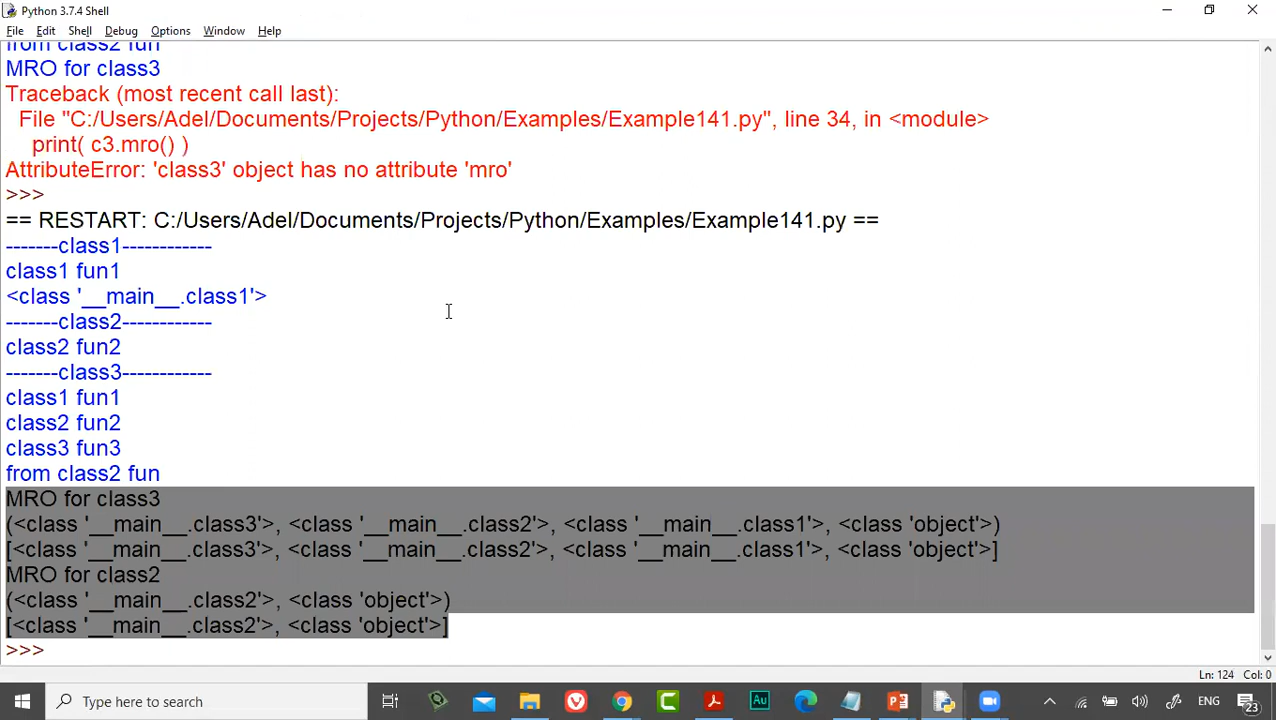 Python 3.7.4 Shell
File Edit Shell Debug Options Window Help
from class2 fun
MRO for class3
Traceback (most recent call last):
  File "C:/Users/Adel/Documents/Projects/Python/Examples/Example141.py", line 34, in <module>
    print( c3.mro() )
AttributeError: 'class3' object has no attribute 'mro'
>>>
== RESTART: C:/Users/Adel/Documents/Projects/Python/Examples/Example141.py ==
-------class1------------
class1 fun1
<class '__main__.class1'>
-------class2------------
class2 fun2
-------class3------------
class1 fun1
class2 fun2
class3 fun3
from class2 fun
MRO for class3
(<class '__main__.class3'>, <class '__main__.class2'>, <class '__main__.class1'>, <class 'object'>)
[<class '__main__.class3'>, <class '__main__.class2'>, <class '__main__.class1'>, <class 'object'>]
MRO for class2
(<class '__main__.class2'>, <class 'object'>)
[<class '__main__.class2'>, <class 'object'>]
>>>
Ln: 124 Col: 0
Type here to search
Au
ENG
23